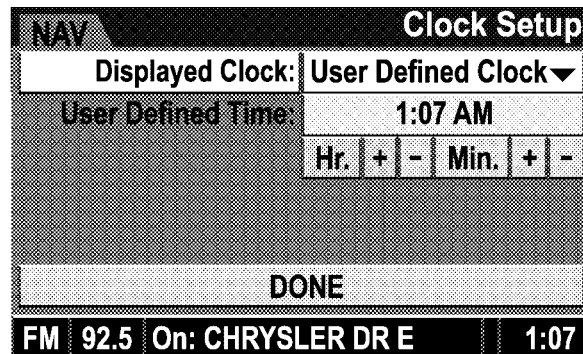 NAV Clock Setup
Displayed Clock: User Defined Clock
User Defined Time: 1:07 AM
Hr. + - Min. + -
DONE
FM 92.5 On: CHRYSLER DR E 1:07